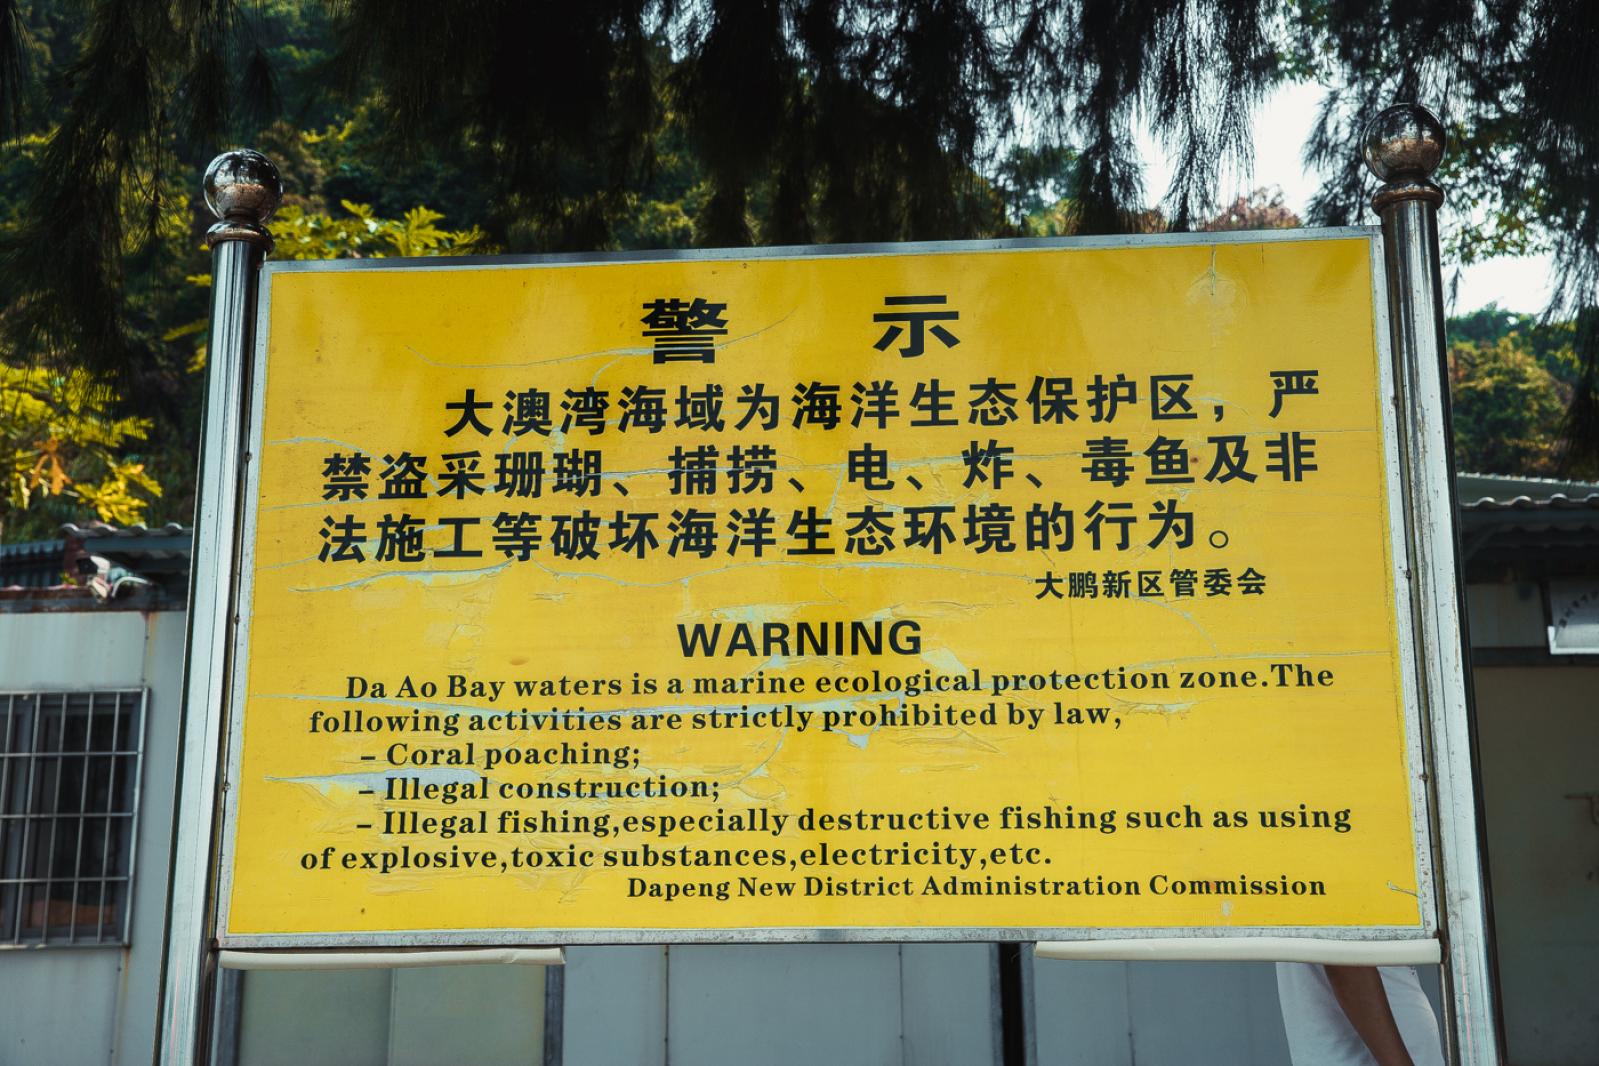 警示
大澳湾海域为海洋生态保护区，严
禁盗采珊瑚、捕捞、电、炸、毒鱼及非
法施工等破坏海洋生态环境的行为。
大鹏新区管委会
WARNING
Da Ao Bay waters is a marine ecological protection zone.The
following activities are strictly prohibited by law,
– Coral poaching;
– Illegal construction;
– Illegal fishing,especially destructive fishing such as using
of explosive,toxic substances,electricity,etc.
Dapeng New District Administration Commission